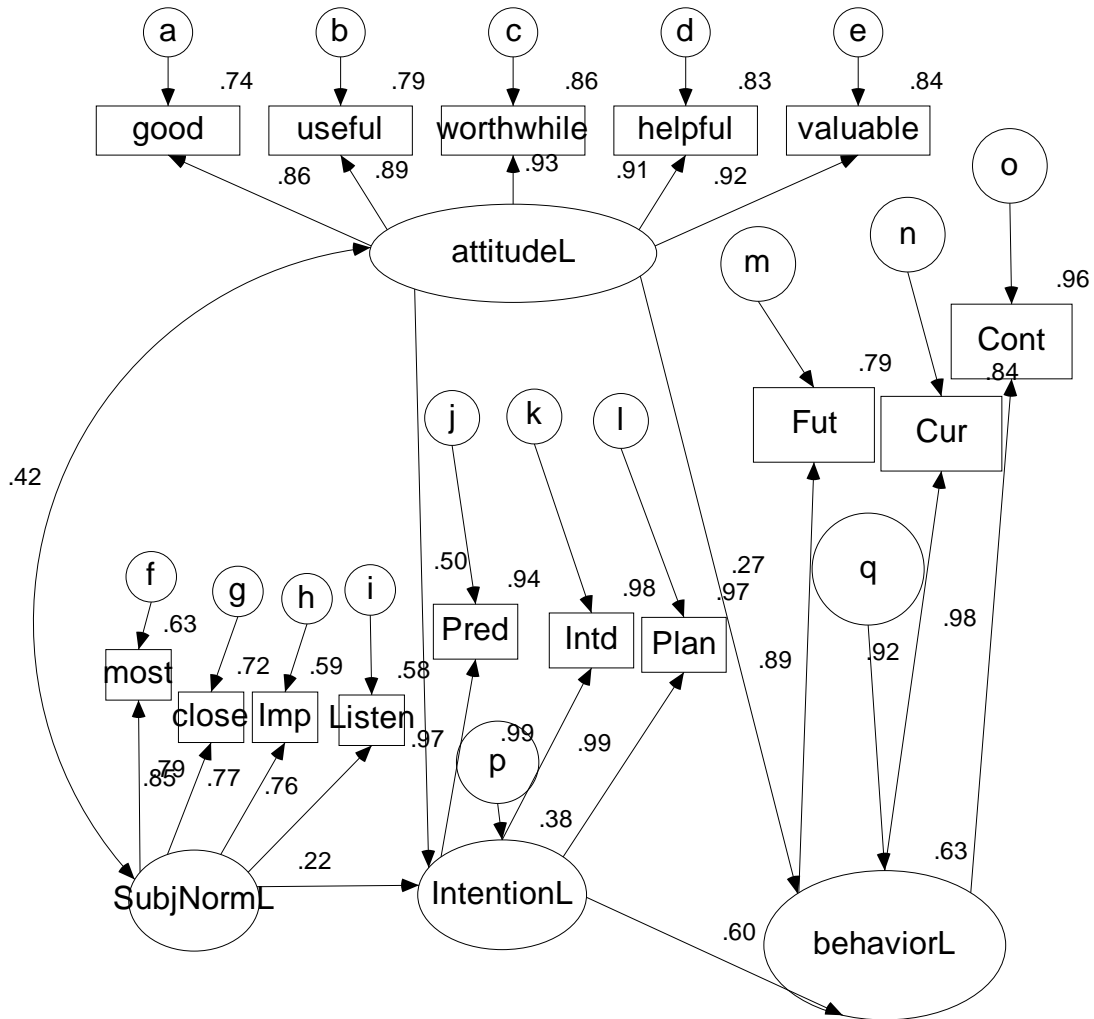 a b c d e
.74 .79 .86 .83 .84
good useful worthwhile helpful valuable
.86 .89 .93 .91 .92
o
n
attitudeL
m
.96
Cont
.79 .84
j k l
Fut Cur
.42
.50 .94 .98 .97 .27
f g h i
q
.63
Pred Intd Plan
.98
.72 .59 .58
.89 .92
most
close Imp Listen
.97 .99 .99
p
.85 .79 .77 .76
.38
.22
.63
SubjNormL IntentionL
.60
behaviorL